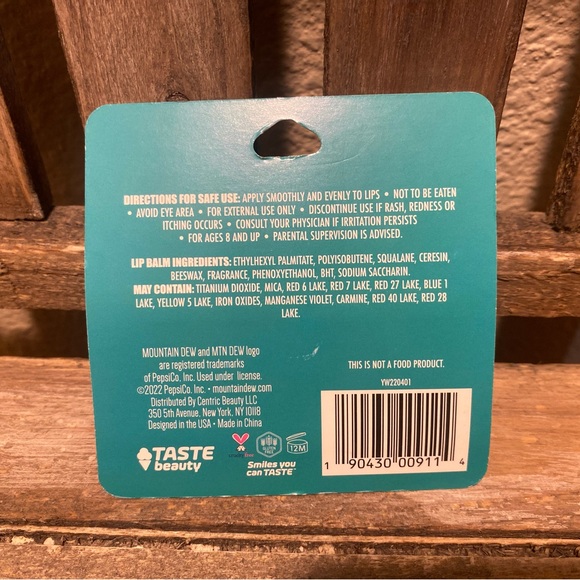 DIRECTIONS FOR SAFE USE: APPLY SMOOTHLY AND EVENLY TO LIPS • NOT TO BE EATEN
• AVOID EYE AREA • FOR EXTERNAL USE ONLY • DISCONTINUE USE IF RASH, REDNESS OR
ITCHING OCCURS • CONSULT YOUR PHYSICIAN IF IRRITATION PERSISTS
• FOR AGES 8 AND UP • PARENTAL SUPERVISION IS ADVISED.
LIP BALM INGREDIENTS: ETHYLHEXYL PALMITATE, POLYISOBUTENE, SQUALANE, CERESIN,
BEESWAX, FRAGRANCE, PHENOXYETHANOL, BHT, SODIUM SACCHARIN.
MAY CONTAIN: TITANIUM DIOXIDE, MICA, RED 6 LAKE, RED 7 LAKE, RED 27 LAKE, BLUE 1
LAKE, YELLOW 5 LAKE, IRON OXIDES, MANGANESE VIOLET, CARMINE, RED 40 LAKE, RED 28
LAKE.
MOUNTAIN DEW and MTN DEW logo
are registered trademarks
of PepsiCo. Inc. Used under license.
©2022 PepsiCo. Inc. • mountaindew.com
Distributed By Centric Beauty LLC
350 5th Avenue, New York, NY 10118
Designed in the USA • Made in China
TASTE
beauty
12M
Smiles you
can TASTE
THIS IS NOT A FOOD PRODUCT.
YW220401
1 90430 00911 4